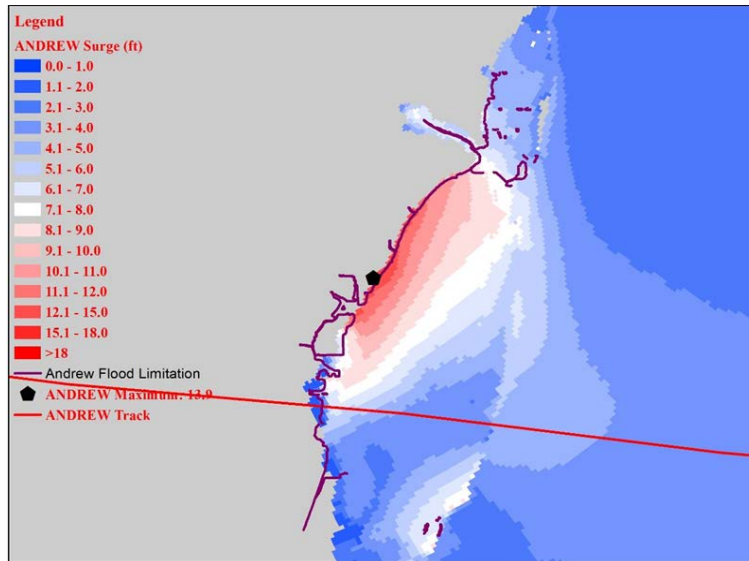 Legend
ANDREW Surge (ft)
0.0 - 1.0
1.1 - 2.0
2.1 - 3.0
3.1 - 4.0
4.1 - 5.0
5.1 - 6.0
6.1 - 7.0
7.1 - 8.0
8.1 - 9.0
9.1 - 10.0
10.1 - 11.0
11.1 - 12.0
12.1 - 15.0
15.1 - 18.0
>18
Andrew Flood Limitation
ANDREW Maximum: 13.9
ANDREW Track